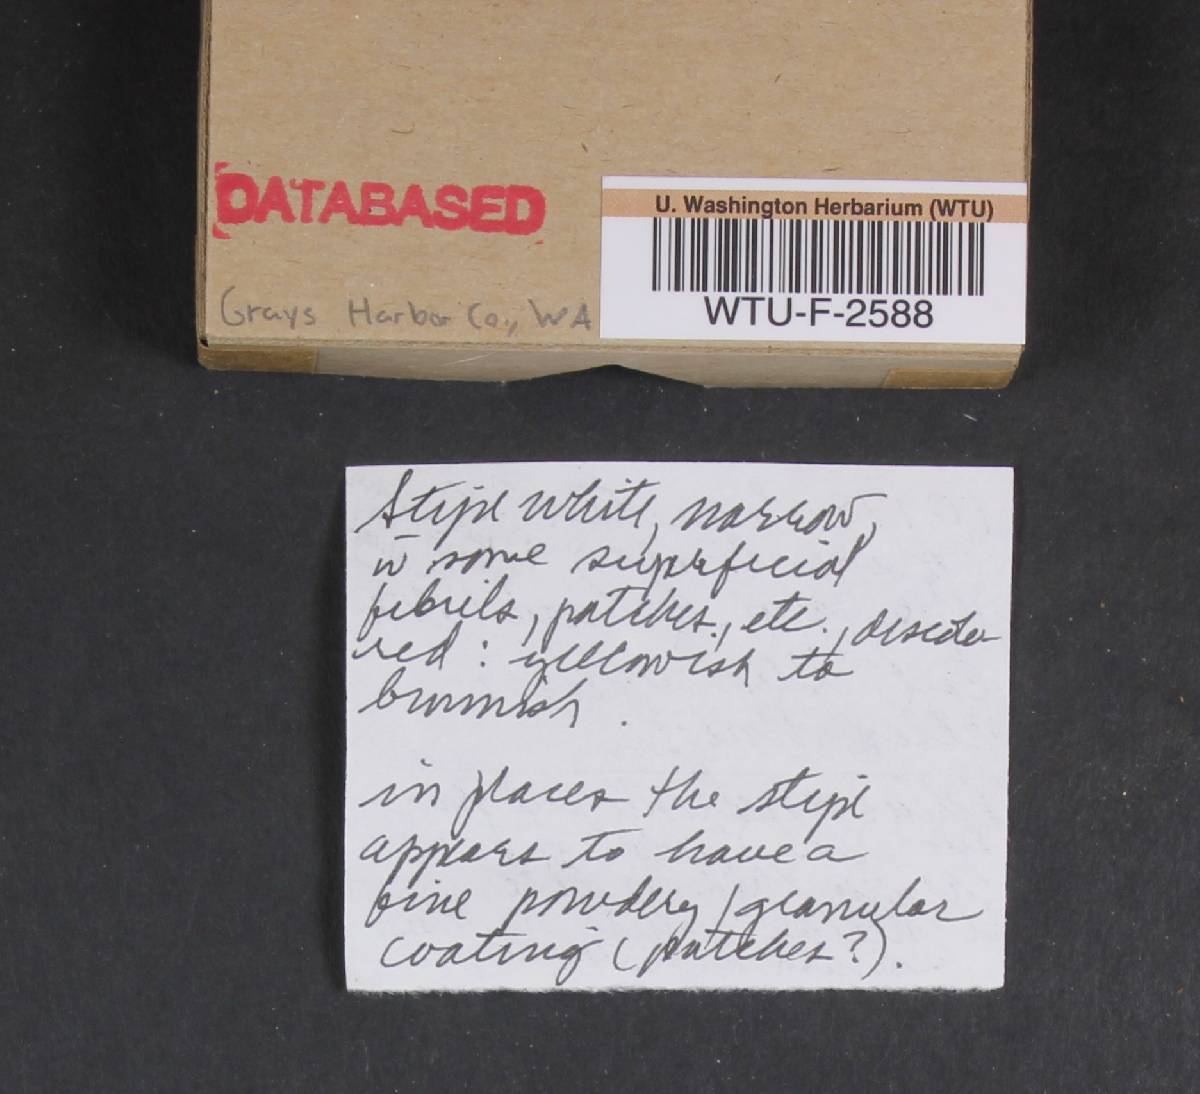 DATABASED
U. Washington Herbarium (WTU)
WTU-F-2588
Grays Harbor Co., WA
Stipe white, narrow,
w̄ some superficial
fibrils, patches, etc., discolo-
red: yellowish to
brownish.
in places the stipe
appears to have a
fine powdery/granular
coating (patches?).